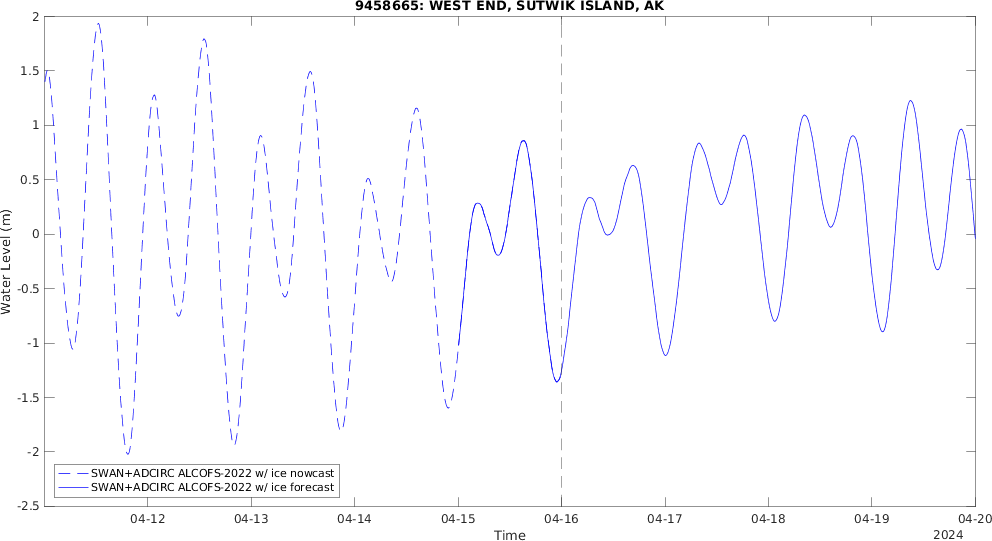 9458665: WEST END, SUTWIK ISLAND, AK
Water Level (m)
2
1.5
1
0.5
0
-0.5
-1
-1.5
-2
-2.5
SWAN+ADCIRC ALCOFS-2022 w/ ice nowcast
SWAN+ADCIRC ALCOFS-2022 w/ ice forecast
04-12 04-13 04-14 04-15 04-16 04-17 04-18 04-19 04-20
Time
2024